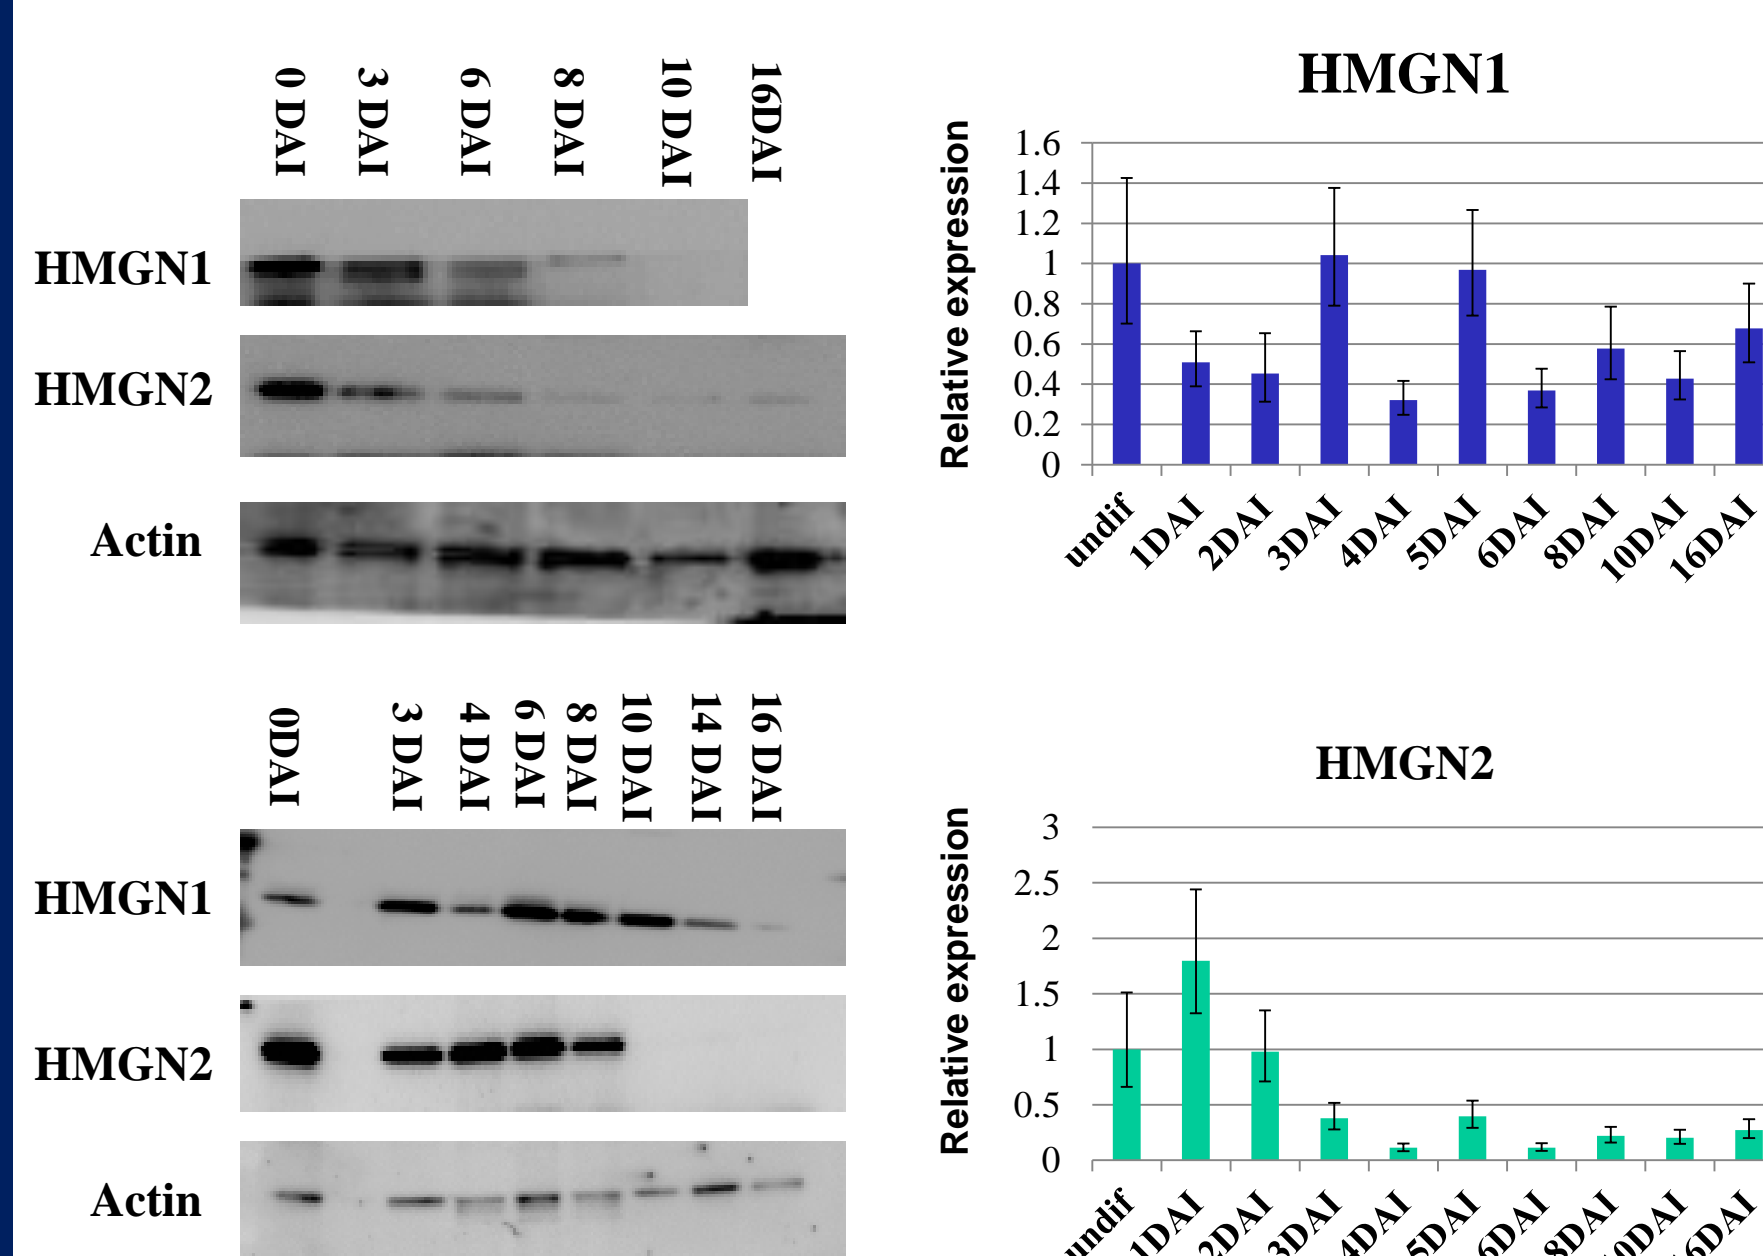 0 DAI
3 DAI
6 DAI
8 DAI
10 DAI
16DAI
HMGN1
HMGN2
Actin
0DAI
3 DAI
4 DAI
6 DAI
8 DAI
10 DAI
14 DAI
16 DAI
HMGN1
HMGN2
Actin
HMGN1
Relative expression
1.6
1.4
1.2
1
0.8
0.6
0.4
0.2
0
undif
1DAI
2DAI
3DAI
4DAI
5DAI
6DAI
8DAI
10DAI
16DAI
HMGN2
Relative expression
3
2.5
2
1.5
1
0.5
0
undif
1DAI
2DAI
3DAI
4DAI
5DAI
6DAI
8DAI
10DAI
16DAI